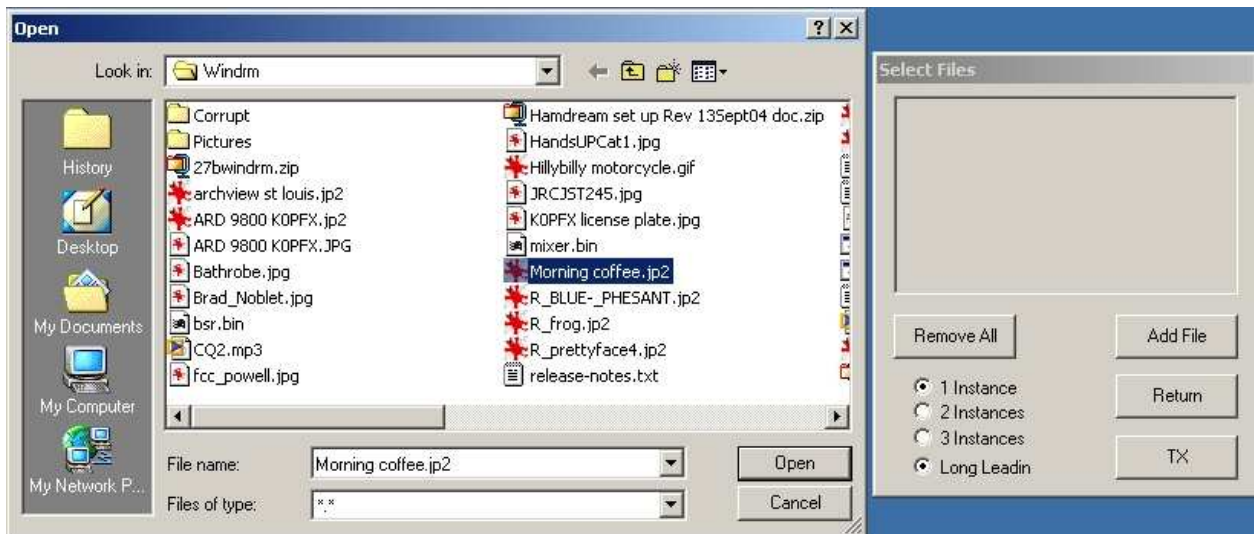 Open
Look in:
Windrm
History
Desktop
My Documents
My Computer
My Network P...
Corrupt
Pictures
27bwindrm.zip
archview st louis.jp2
ARD 9800 K0PFX.jp2
ARD 9800 K0PFX.JPG
Bathrobe.jpg
Brad_Noblet.jpg
bsr.bin
CQ2.mp3
fcc_powell.jpg
Hamdream set up Rev 13Sept04 doc.zip
HandsUPCat1.jpg
Hillybilly motorcycle.gif
JRCJST245.jpg
K0PFX license plate.jpg
mixer.bin
Morning coffee.jp2
R_BLUE-_PHESANT.jp2
R_frog.jp2
R_prettyface4.jp2
release-notes.txt
File name:
Morning coffee.jp2
Open
Files of type:
*.*
Cancel
Select Files
Remove All
Add File
1 Instance
2 Instances
3 Instances
Long Leadin
Return
TX